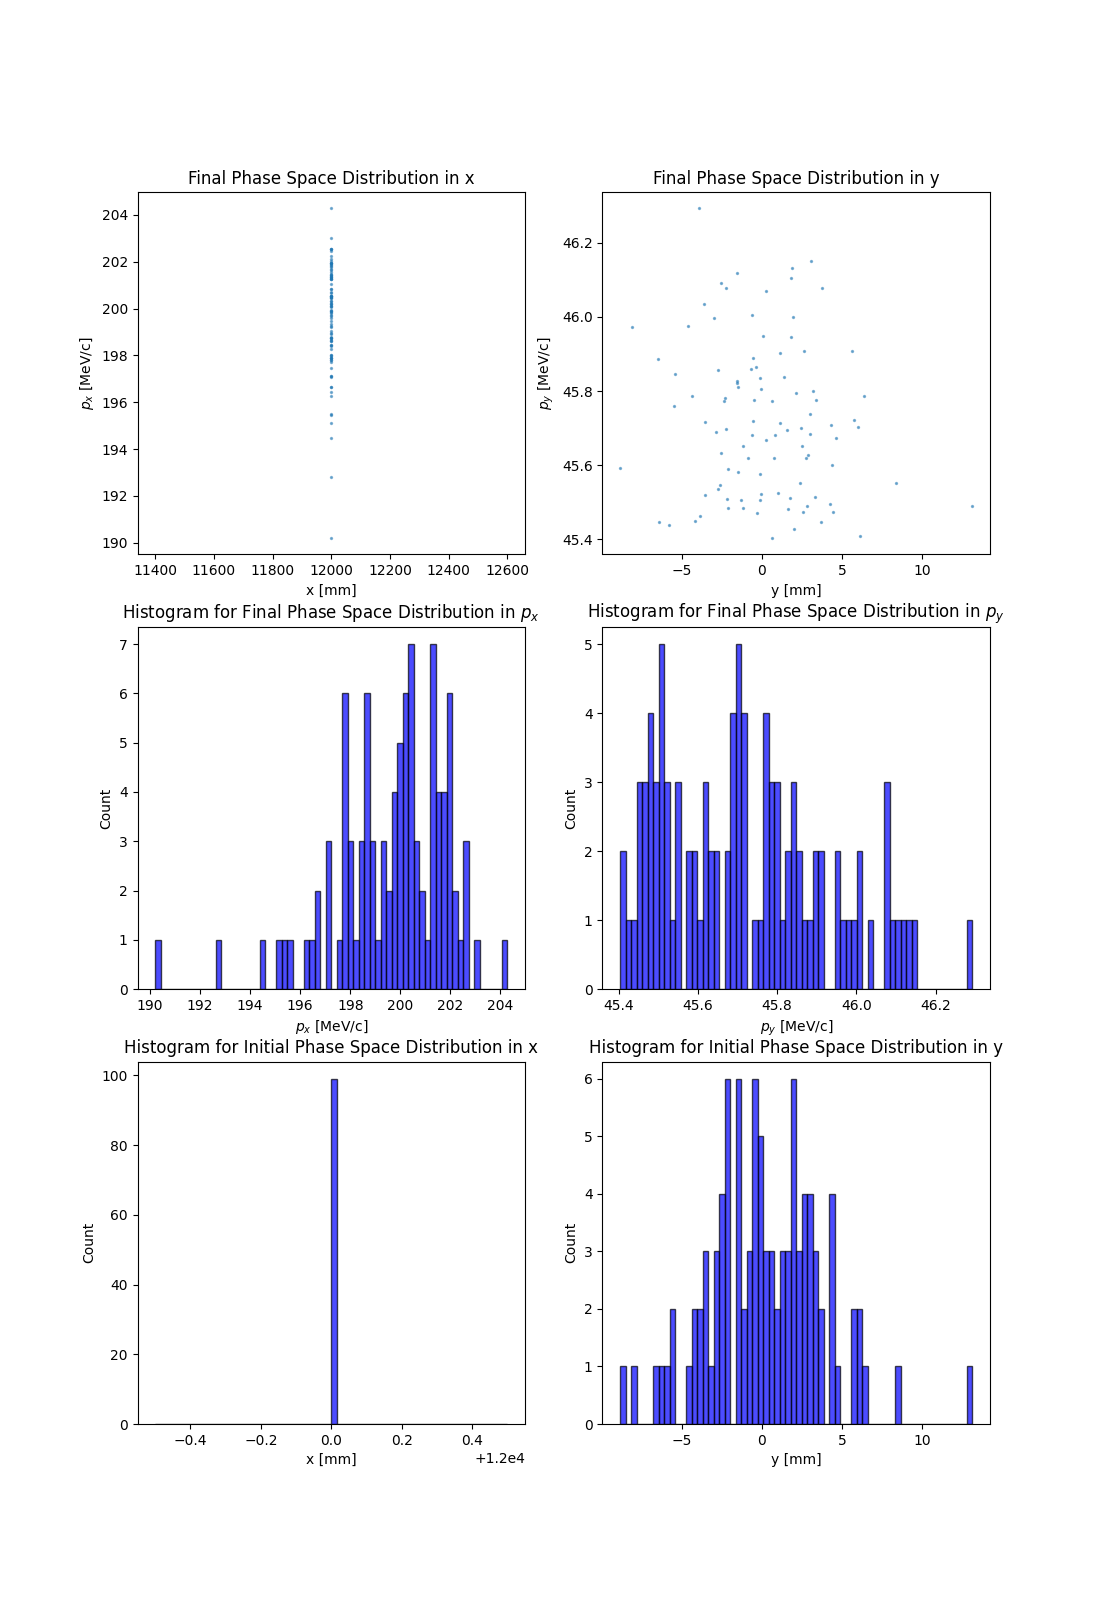 Final Phase Space Distribution in x
204
202
200
198
196
194
192
190
p_x [MeV/c]
11400 11600 11800 12000 12200 12400 12600
x [mm]
Final Phase Space Distribution in y
46.2
46.0
45.8
45.6
45.4
p_y [MeV/c]
−5 0 5 10
y [mm]
Histogram for Final Phase Space Distribution in p_x
7
6
5
4
3
2
1
0
Count
190 192 194 196 198 200 202 204
p_x [MeV/c]
Histogram for Final Phase Space Distribution in p_y
5
4
3
2
1
0
Count
45.4 45.6 45.8 46.0 46.2
p_y [MeV/c]
Histogram for Initial Phase Space Distribution in x
100
80
60
40
20
0
Count
−0.4 −0.2 0.0 0.2 0.4
x [mm]
+1.2e4
Histogram for Initial Phase Space Distribution in y
6
5
4
3
2
1
0
Count
−5 0 5 10
y [mm]